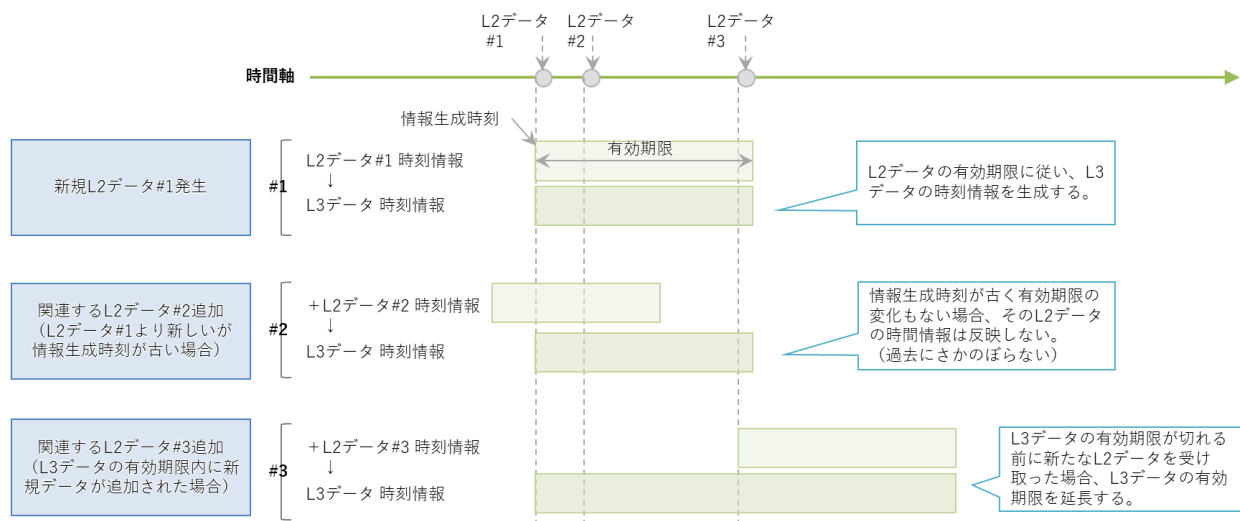 L2データ
#1
L2データ
#2
L2データ
#3
時間軸
情報生成時刻
新規L2データ#1発生
#1
L2データ#1 時刻情報
↓
L3データ 時刻情報
有効期限
L2データの有効期限に従い、L3
データの時刻情報を生成する。
関連するL2データ#2追加
（L2データ#1より新しいが
情報生成時刻が古い場合）
#2
＋L2データ#2 時刻情報
↓
L3データ 時刻情報
情報生成時刻が古く有効期限の
変化もない場合、そのL2データ
の時間情報は反映しない。
（過去にさかのぼらない）
関連するL2データ#3追加
（L3データの有効期限内に新
規データが追加された場合）
#3
＋L2データ#3 時刻情報
↓
L3データ 時刻情報
L3データの有効期限が切れる
前に新たなL2データを受け
取った場合、L3データの有効
期限を延長する。